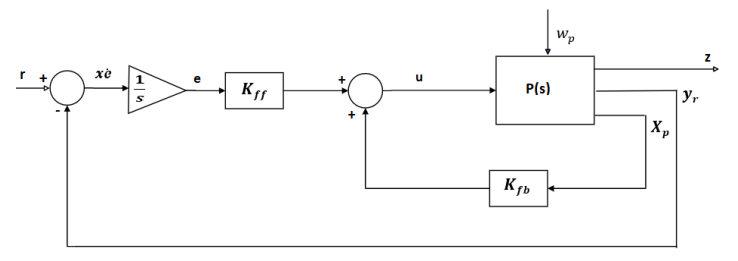 w_p
z
r + xė 1/s e K_ff + u P(s)
y_r
-
+
X_p
K_fb